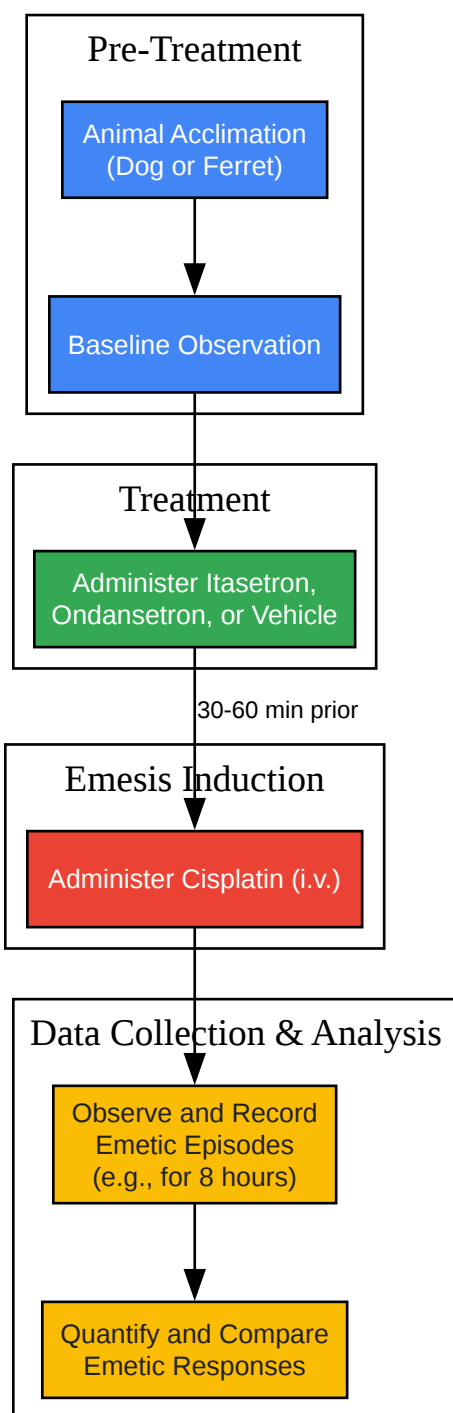 Pre-Treatment
Animal Acclimation
(Dog or Ferret)
Baseline Observation
Treatment
Administer Itasetron,
Ondansetron, or Vehicle
30-60 min prior
Emesis Induction
Administer Cisplatin (i.v.)
Data Collection & Analysis
Observe and Record
Emetic Episodes
(e.g., for 8 hours)
Quantify and Compare
Emetic Responses